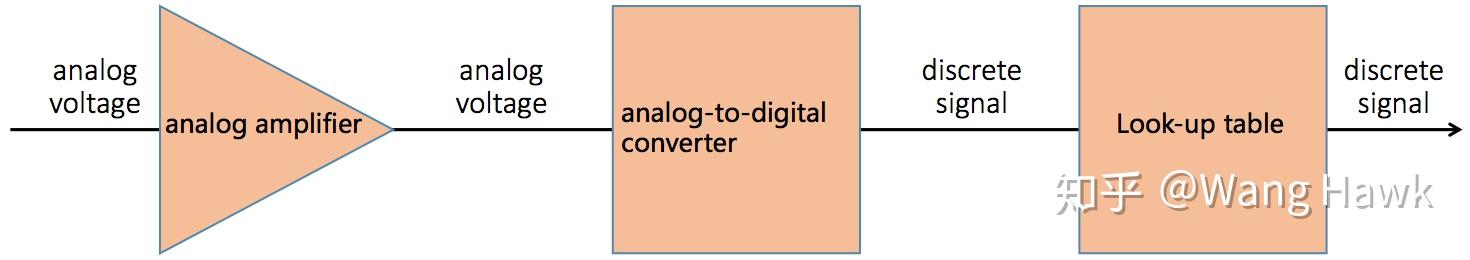 analog
voltage
analog amplifier
analog
voltage
analog-to-digital
converter
discrete
signal
Look-up table
discrete
signal
知乎 @Wang Hawk